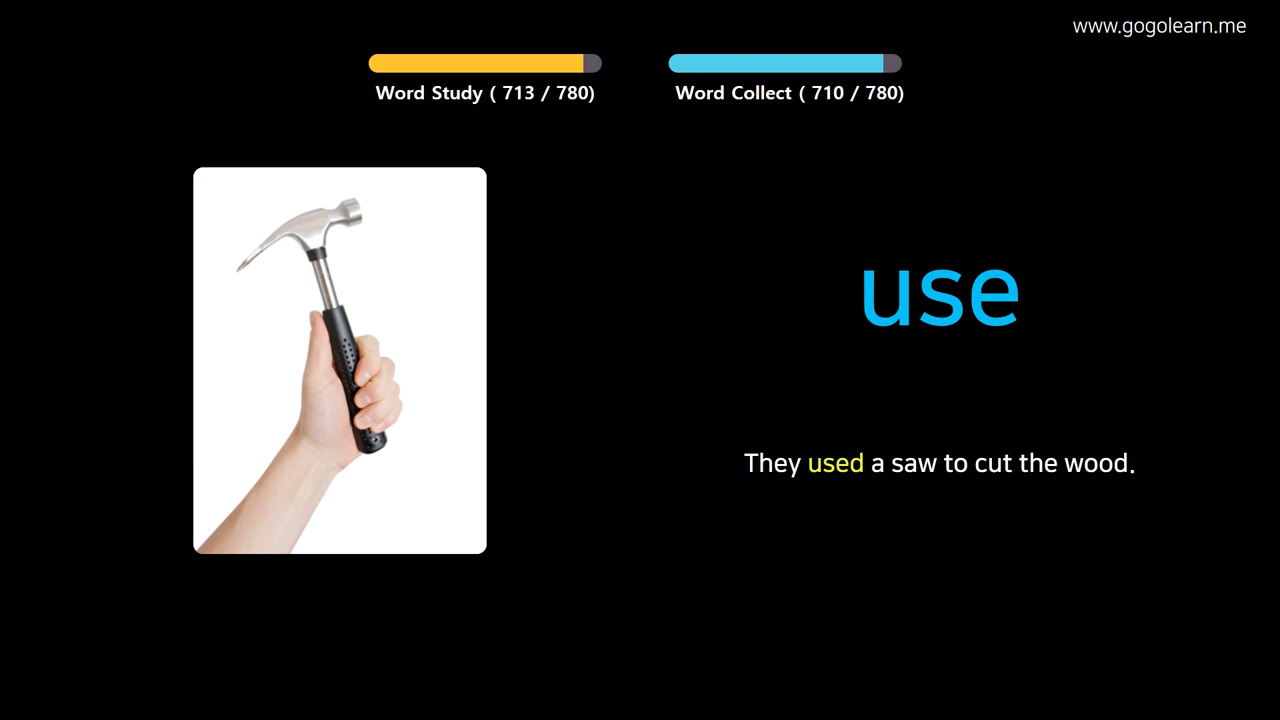 www.gogolearn.me
Word Study ( 713 / 780)
Word Collect ( 710 / 780)
use
They used a saw to cut the wood.